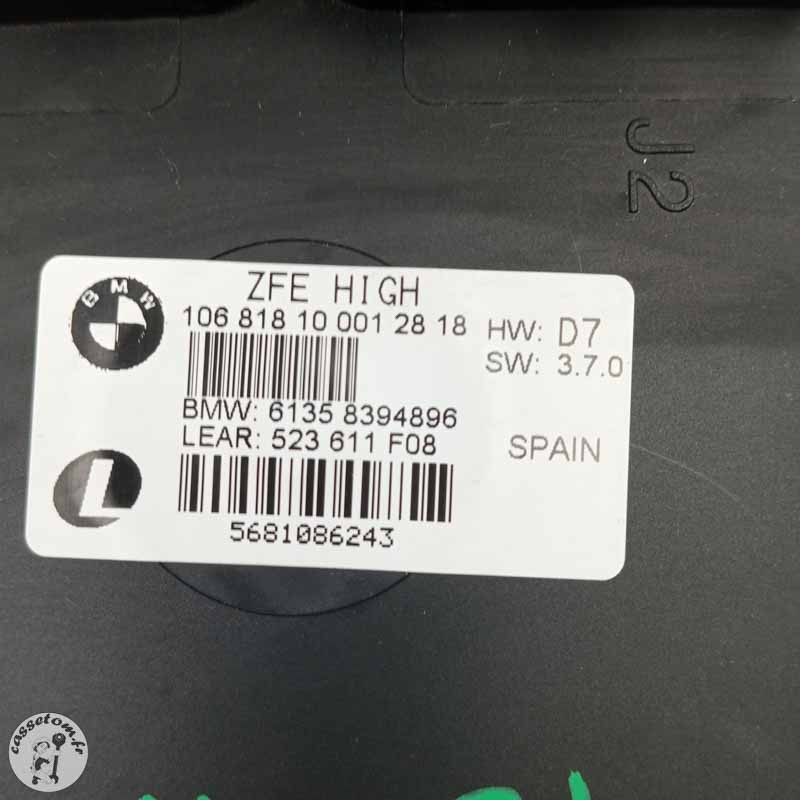 J2
ZFE HIGH
106 818 10 001 28 18
HW: D7
SW: 3.7.0
BMW
BMW: 6135 8394896
LEAR: 523 611 F08
SPAIN
L
5681086243
cassetom.fr